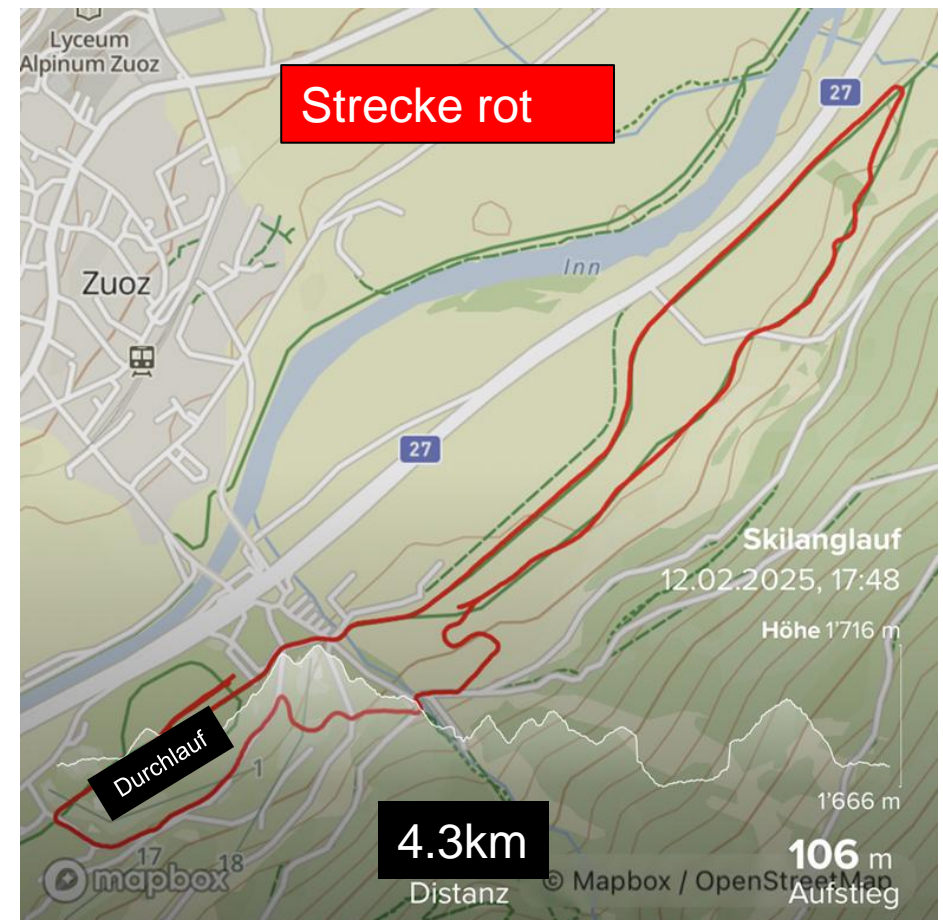 Lyceum
Alpinum Zuoz
Strecke rot
27
Zuoz
Inn
27
Skilanglauf
12.02.2025, 17:48
Höhe 1'716 m
Durchlauf
1
1'666 m
4.3km
Distanz
106 m
Aufstieg
17
18
mapbox
© Mapbox / OpenStreetMap